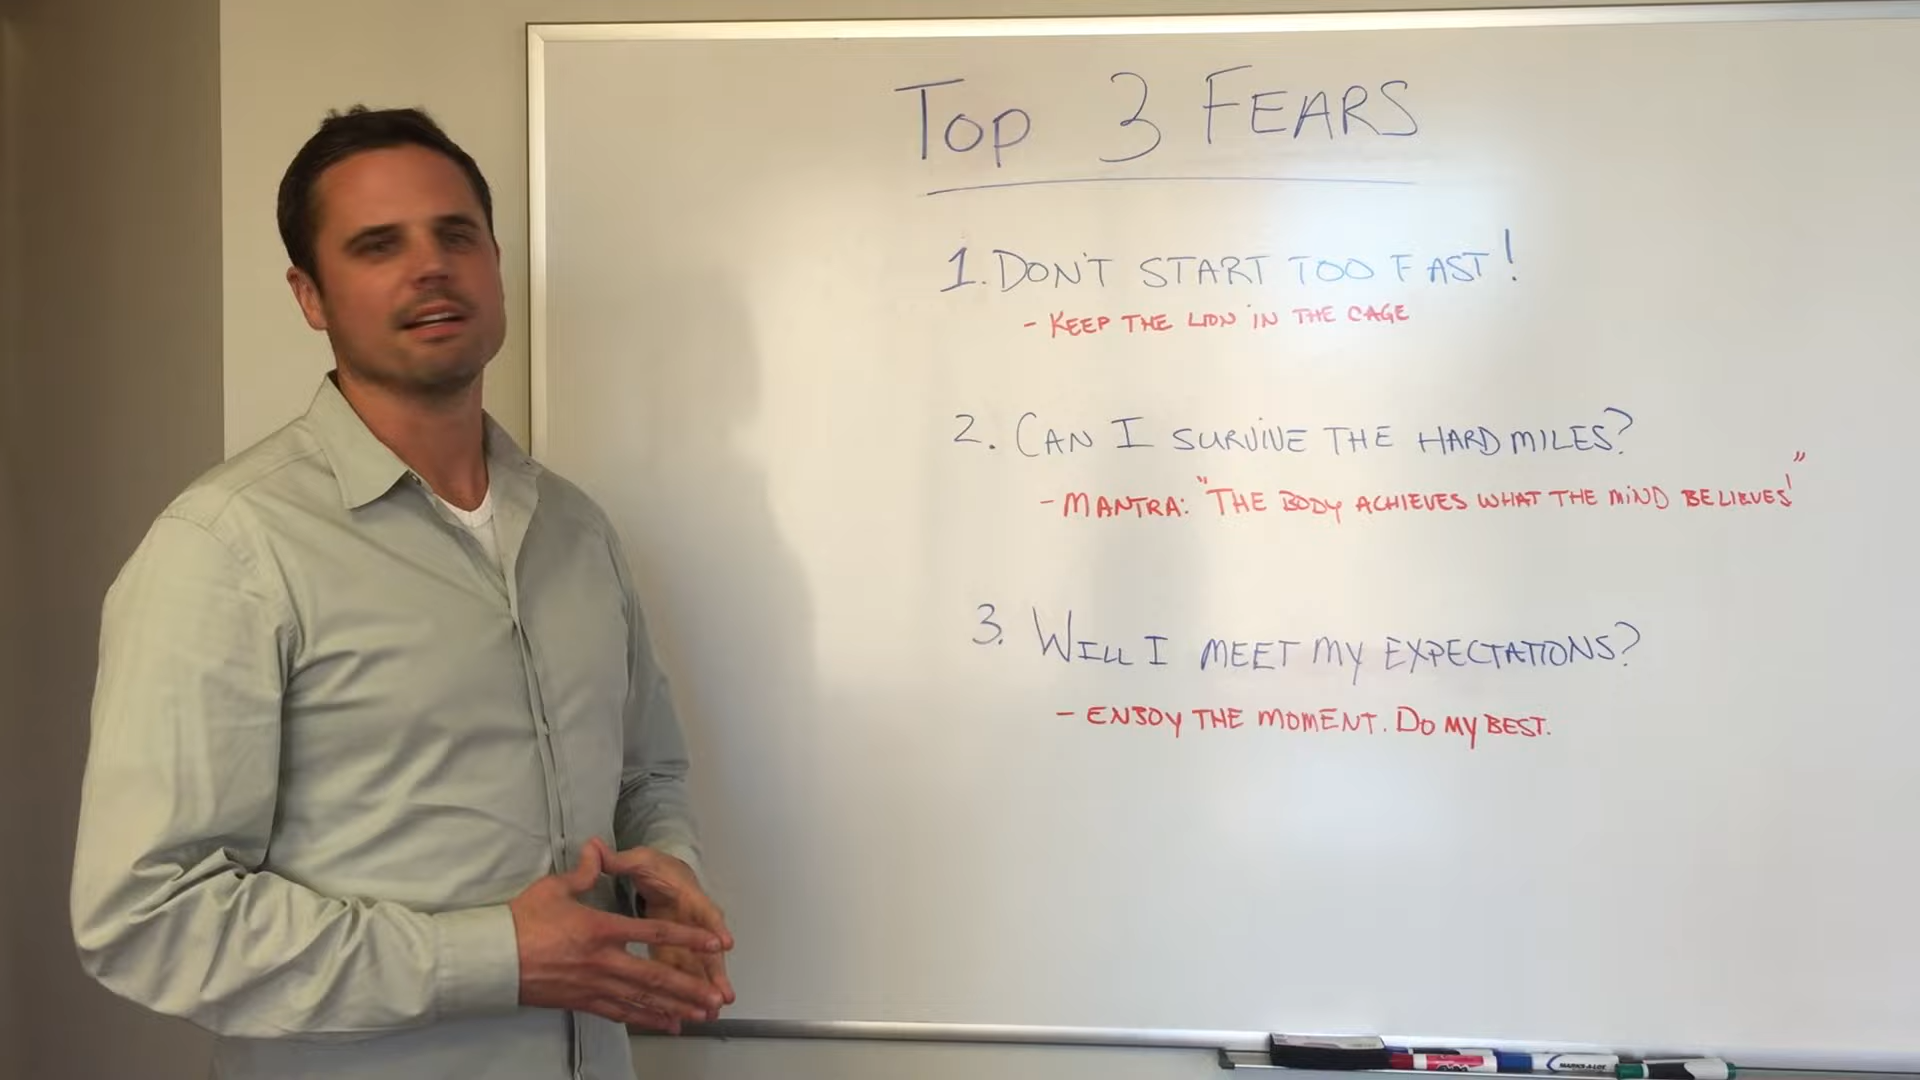 Top 3 FEARS
1. DON'T START TOO FAST!
- KEEP THE LION IN THE CAGE
2. CAN I SURVIVE THE HARD MILES?
- MANTRA: "THE BODY ACHIEVES WHAT THE MIND BELIEVES!"
3. WILL I MEET MY EXPECTATIONS?
- ENJOY THE MOMENT. DO MY BEST.
MARKS-A-LOT